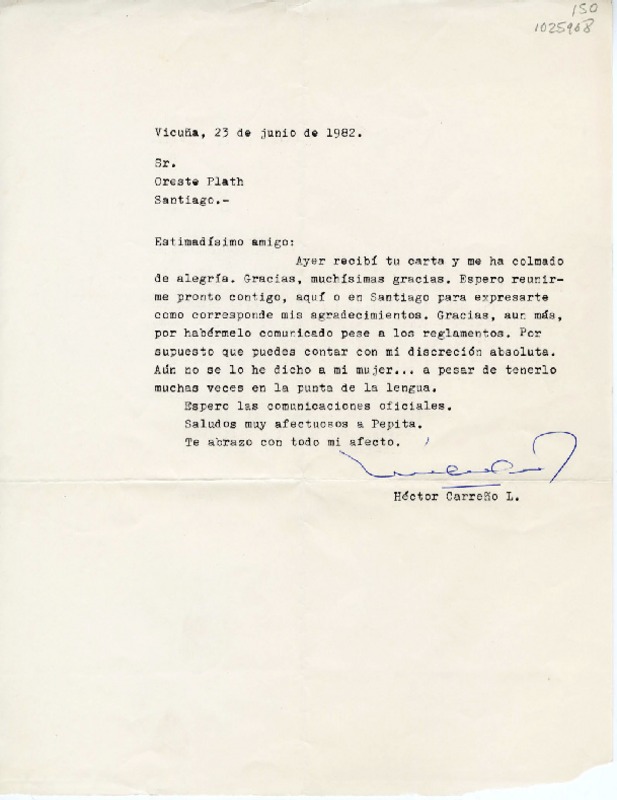 150
1025968
Vicuña, 23 de junio de 1982.
Sr.
Oreste Plath
Santiago.-
Estimadísimo amigo:
Ayer recibí tu carta y me ha colmado
de alegría. Gracias, muchísimas gracias. Espero reunir-
me pronto contigo, aquí o en Santiago para expresarte
como corresponde mis agradecimientos. Gracias, aun más,
por habérmelo comunicado pese a los reglamentos. Por
supuesto que puedes contar con mi discreción absoluta.
Aún no se lo he dicho a mi mujer... a pesar de tenerlo
muchas veces en la punta de la lengua.
Espero las comunicaciones oficiales.
Saludos muy afectuosos a Pepita.
Te abrazo con todo mi afecto.
Héctor Carreño L.